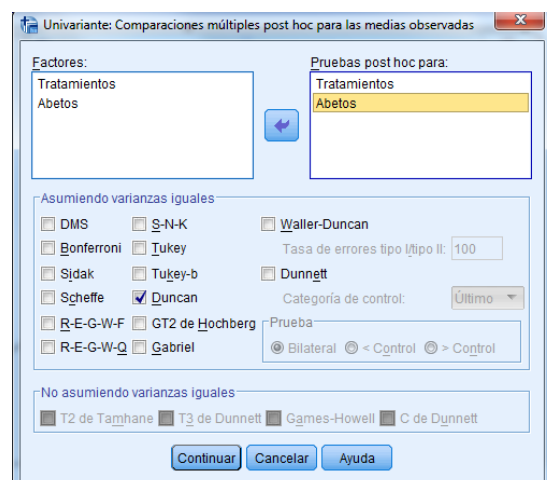 Univariante: Comparaciones múltiples post hoc para las medias observadas
Factores:
Tratamientos
Abetos
Pruebas post hoc para:
Tratamientos
Abetos
Asumiendo varianzas iguales
DMS
S-N-K
Waller-Duncan
Bonferroni
Tukey
Tasa de errores tipo I/tipo II: 100
Sidak
Tukey-b
Dunnett
Scheffe
Duncan
Categoría de control: Último
R-E-G-W-F
GT2 de Hochberg
Prueba
R-E-G-W-Q
Gabriel
Bilateral < Control > Control
No asumiendo varianzas iguales
T2 de Tamhane T3 de Dunnett Games-Howell C de Dunnett
Continuar Cancelar Ayuda